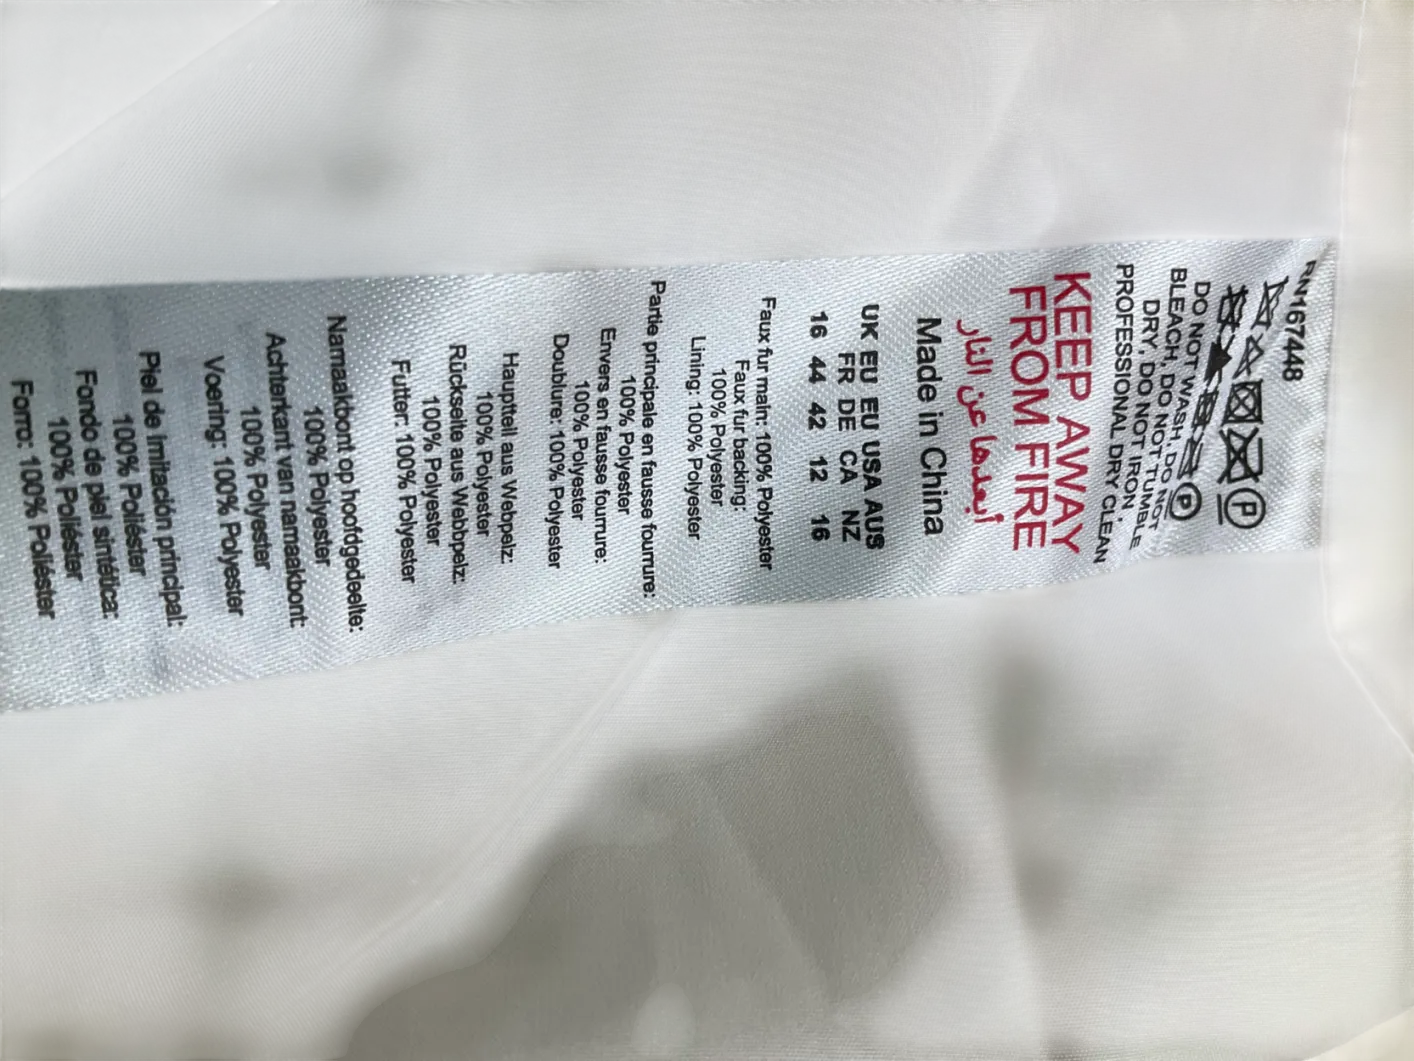 RN167448
P
P
DO NOT WASH, DO NOT
BLEACH, DO NOT TUMBLE
DRY, DO NOT IRON,
PROFESSIONAL DRY CLEAN
KEEP AWAY
FROM FIRE
أبعدها عن النار
Made in China
UK EU EU USA AUS
FR DE CA NZ
16 44 42 12 16
Faux fur main: 100% Polyester
Faux fur backing:
100% Polyester
Lining: 100% Polyester
Partie principale en fausse fourrure:
100% Polyester
Envers en fausse fourrure:
100% Polyester
Doublure: 100% Polyester
Hauptteil aus Webpelz:
100% Polyester
Rückseite aus Webbpelz:
100% Polyester
Futter: 100% Polyester
Namaakbont op hoofdgedeelte:
100% Polyester
Achterkant van namaakbont:
100% Polyester
Voering: 100% Polyester
Piel de imitación principal:
100% Poliéster
Fondo de piel sintética:
100% Poliéster
Forro: 100% Poliéster